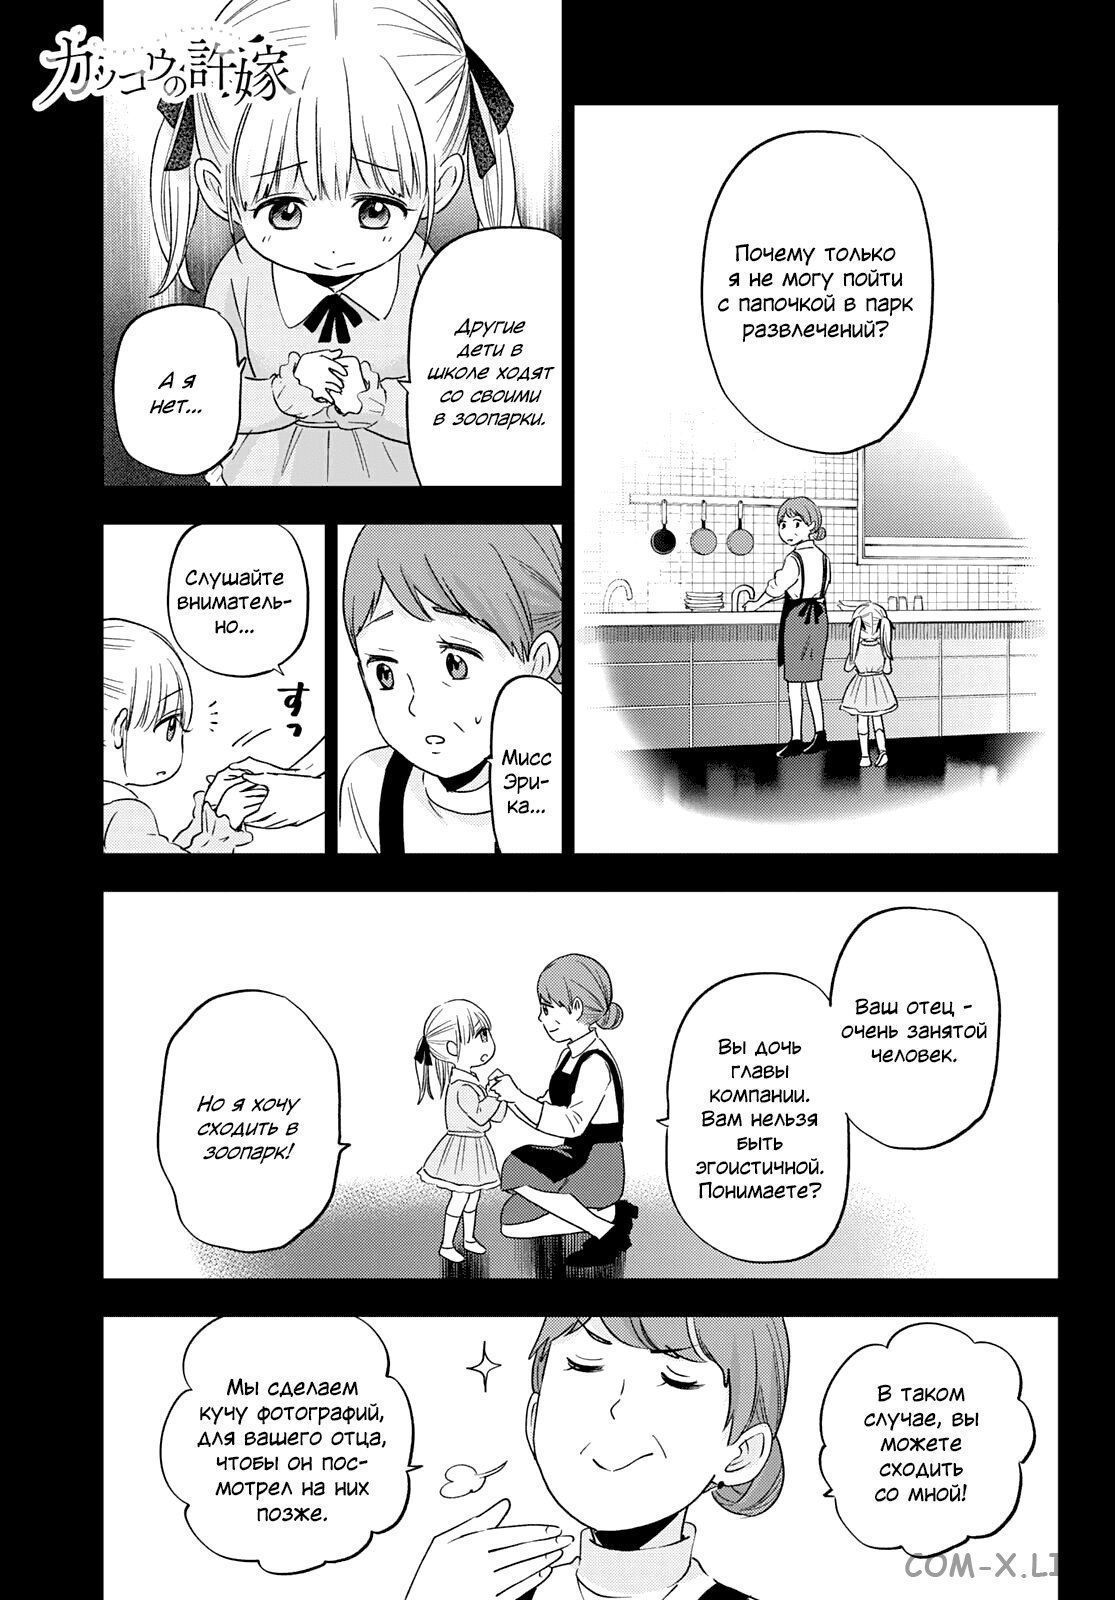 カッコウの許嫁
Почему только
я не могу пойти
с папочкой в парк
развлечений?
Другие
дети в
школе ходят
со своими
в зоопарки.
А я
нет...
Мисс
Эри-
ка...
Слушайте
вниматель-
но...
すっ
Ваш отец -
очень занятой
человек.
Вы дочь
главы
компании.
Вам нельзя
быть
эгоистичной.
Понимаете?
Но я хочу
сходить в
зоопарк!
В таком
случае, вы
можете
сходить
со мной!
Мы сделаем
кучу фотографий,
для вашего отца,
чтобы он пос-
мотрел на них
позже.
COM-X.LI